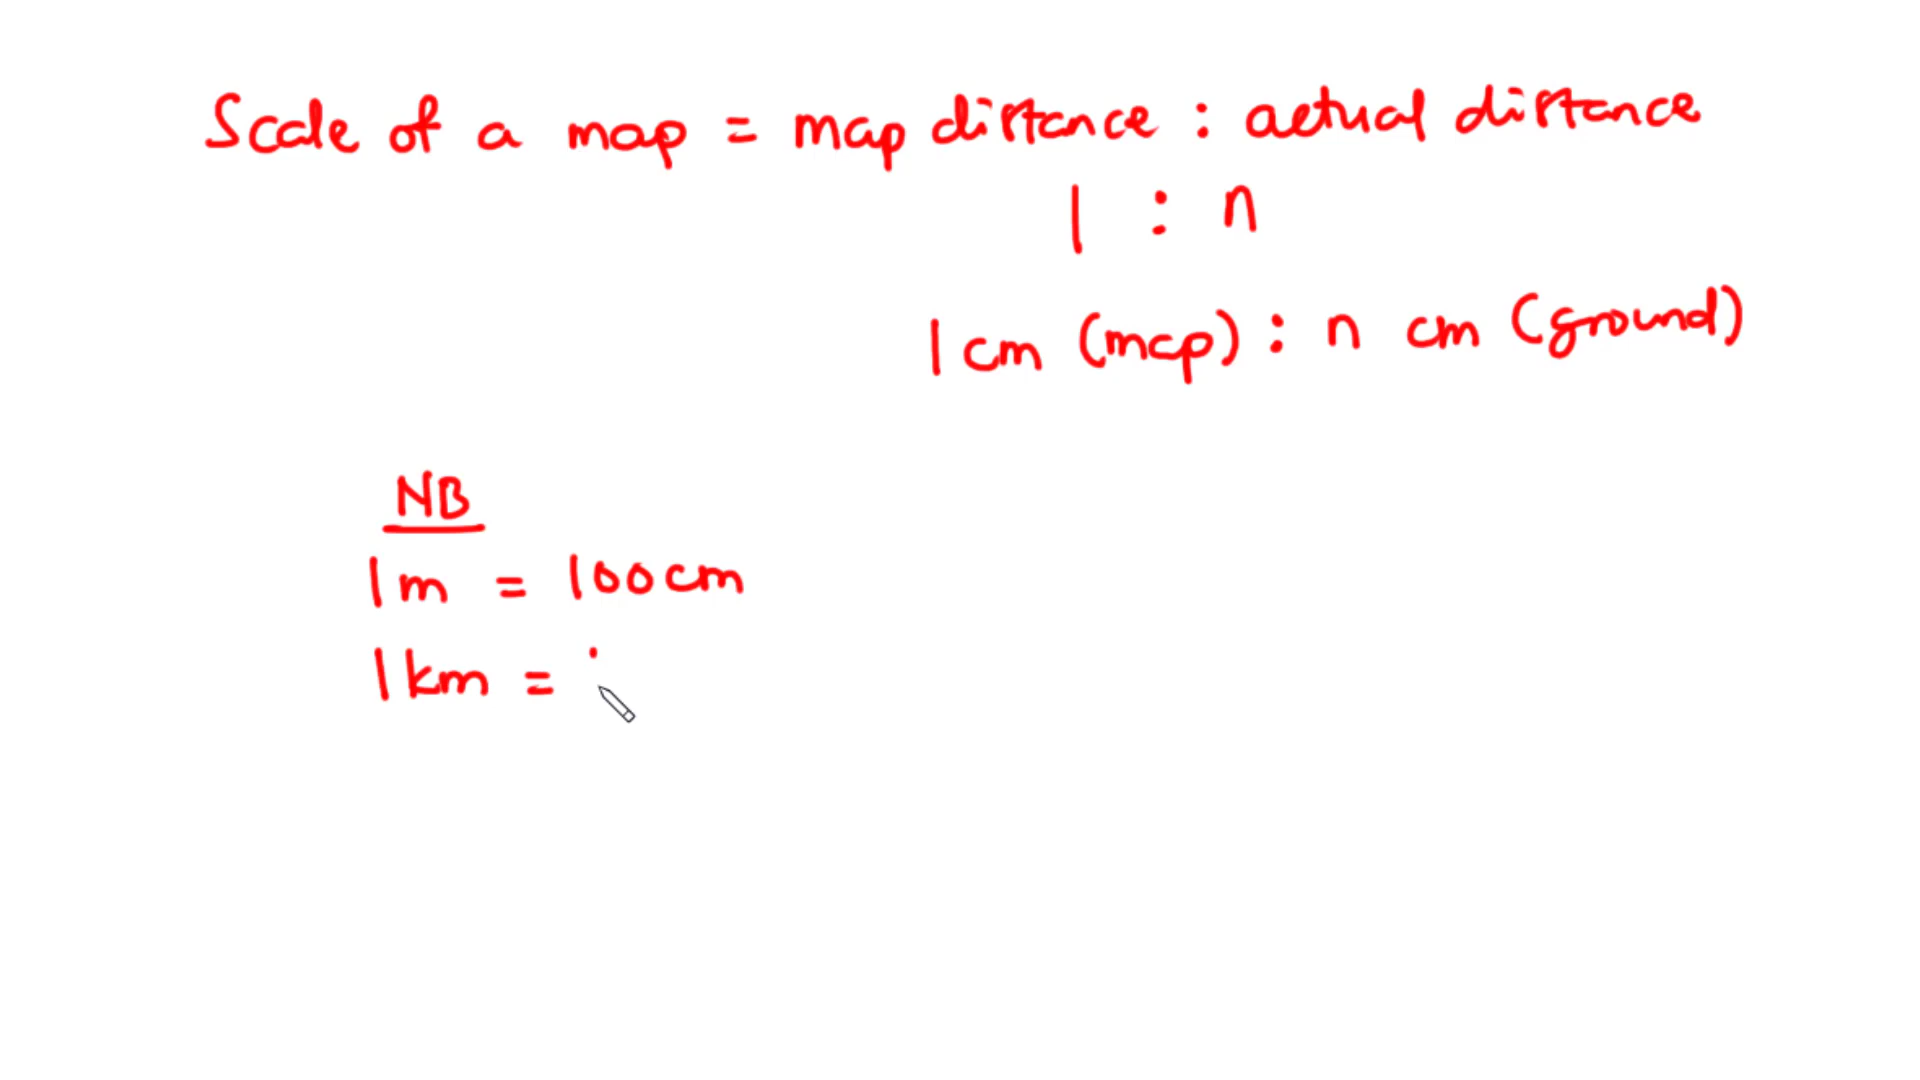 Scale of a map = map distance : actual distance
1 : n
1 cm (map) : n cm (ground)
NB
1 m = 100 cm
1 km =